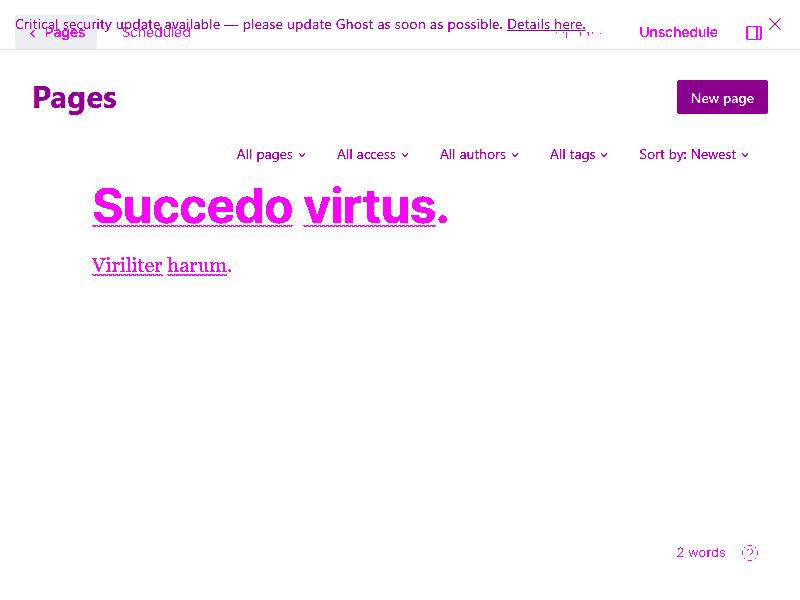 Critical security update available — please update Ghost as soon as possible. Details here.
Pages
Scheduled
Unschedule
Pages
New page
All pages
All access
All authors
All tags
Sort by: Newest
Succedo virtus.
Viriliter harum.
2 words